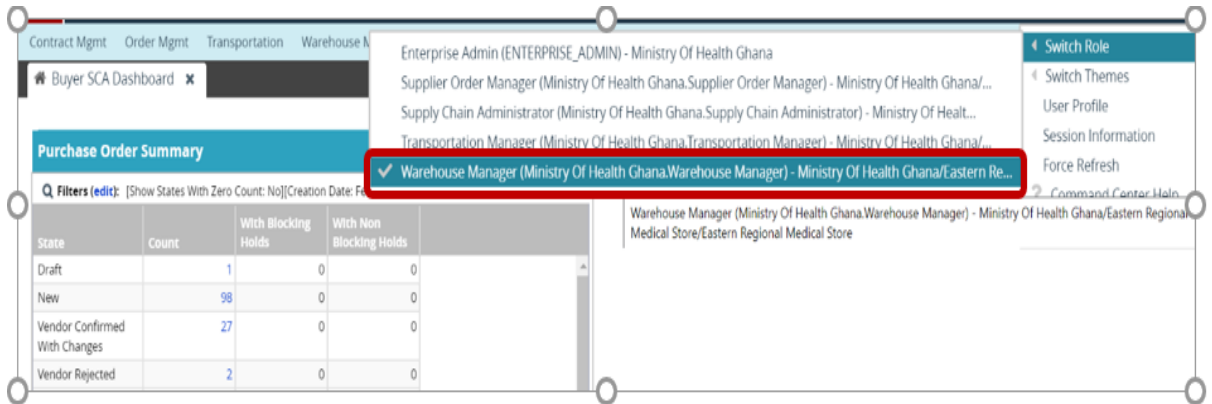 Contract Mgmt Order Mgmt Transportation Warehouse M
Buyer SCA Dashboard x
Enterprise Admin (ENTERPRISE_ADMIN) - Ministry Of Health Ghana
Supplier Order Manager (Ministry Of Health Ghana.Supplier Order Manager) - Ministry Of Health Ghana/...
Supply Chain Administrator (Ministry Of Health Ghana.Supply Chain Administrator) - Ministry Of Healt...
Transportation Manager (Ministry Of Health Ghana.Transportation Manager) - Ministry Of Health Ghana/...
Warehouse Manager (Ministry Of Health Ghana.Warehouse Manager) - Ministry Of Health Ghana/Eastern Re...
Switch Role
Switch Themes
User Profile
Session Information
Force Refresh
? Command Center Help
Warehouse Manager (Ministry Of Health Ghana.Warehouse Manager) - Ministry Of Health Ghana/Eastern Regional
Medical Store/Eastern Regional Medical Store
Purchase Order Summary
Filters (edit): [Show States With Zero Count: No][Creation Date: Fe
State Count With Blocking Holds With Non Blocking Holds
Draft 1 0 0
New 98 0 0
Vendor Confirmed With Changes 27 0 0
Vendor Rejected 2 0 0